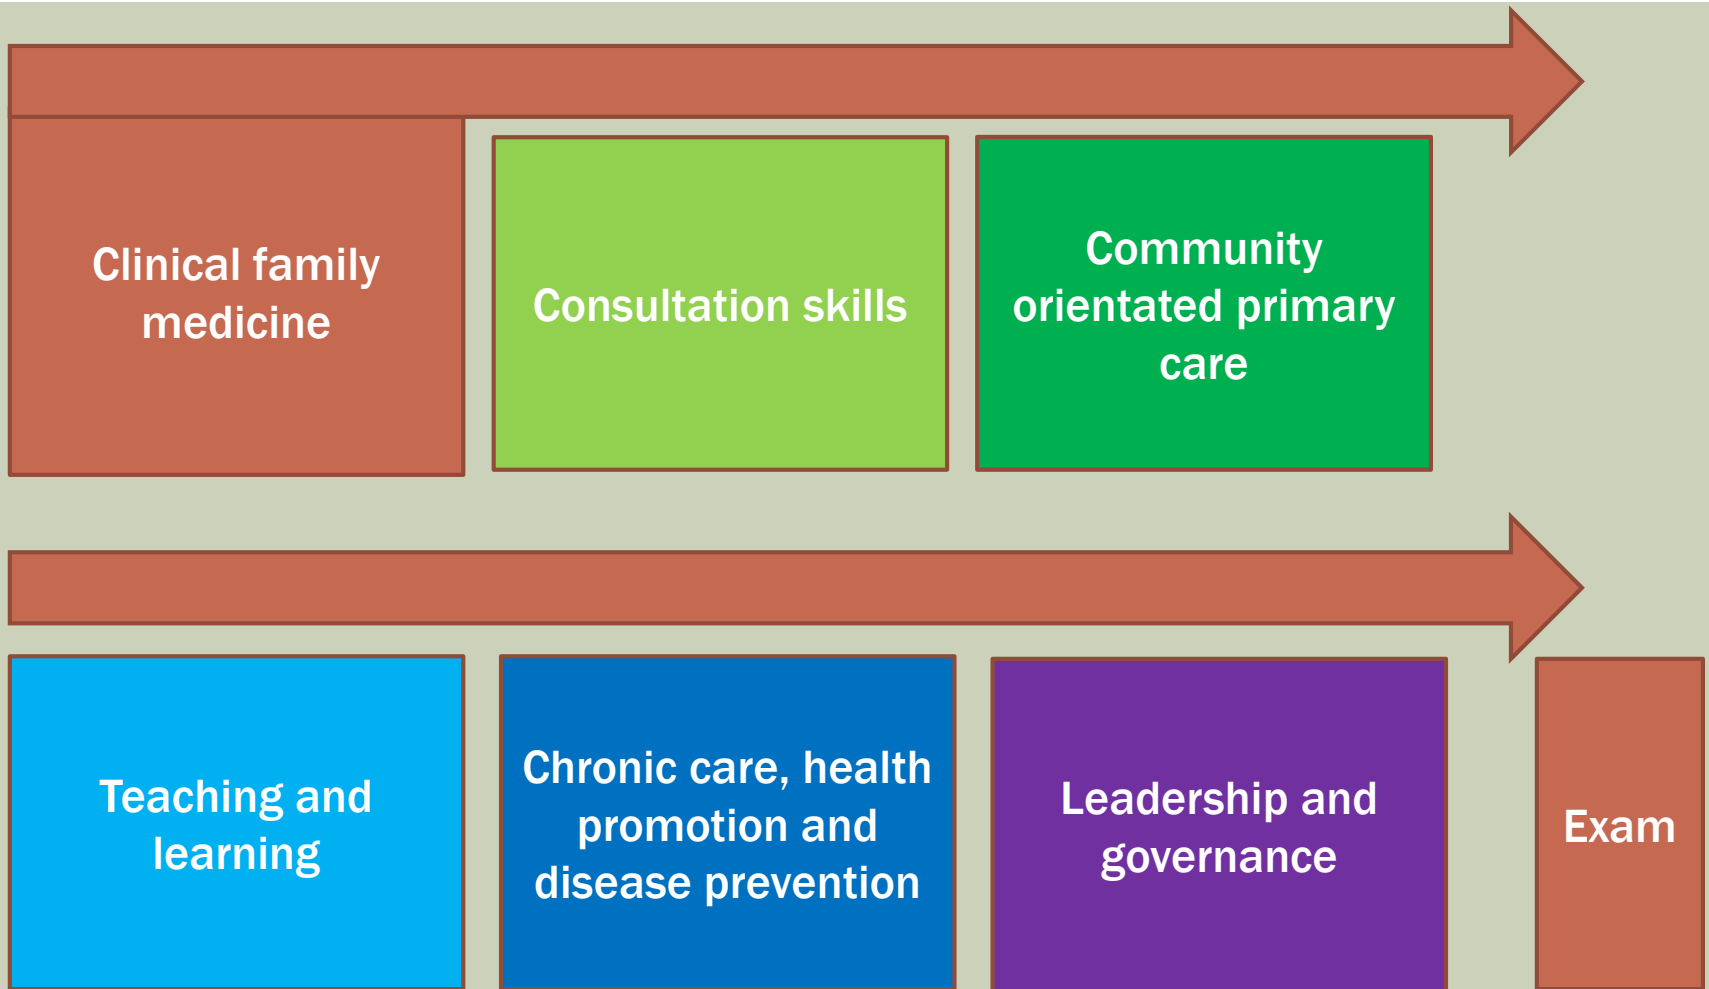 Clinical family
medicine
Consultation skills
Community
orientated primary
care
Teaching and
learning
Chronic care, health
promotion and
disease prevention
Leadership and
governance
Exam